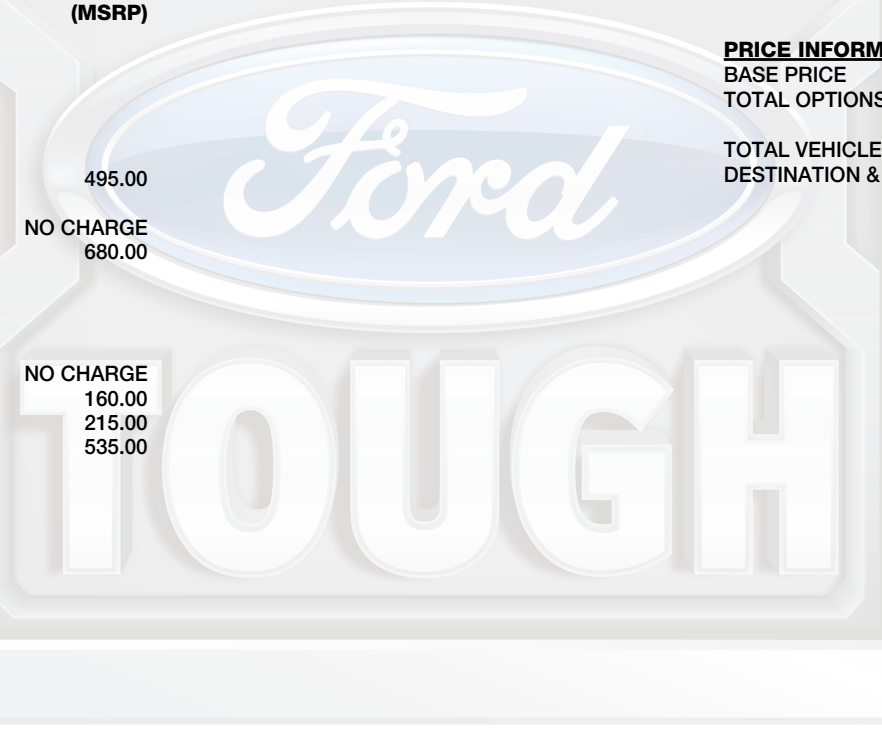 (MSRP)
495.00
NO CHARGE
680.00
NO CHARGE
160.00
215.00
535.00
PRICE INFORM
BASE PRICE
TOTAL OPTIONS
TOTAL VEHICLE
DESTINATION &
Ford
TOUGH